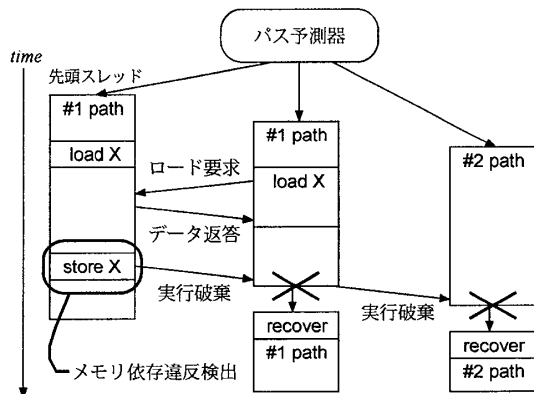 パス予測器
time
先頭スレッド
#1 path
load X
store X
メモリ依存違反検出
#1 path
ロード要求
load X
データ返答
実行破棄
recover
#1 path
#2 path
実行破棄
recover
#2 path